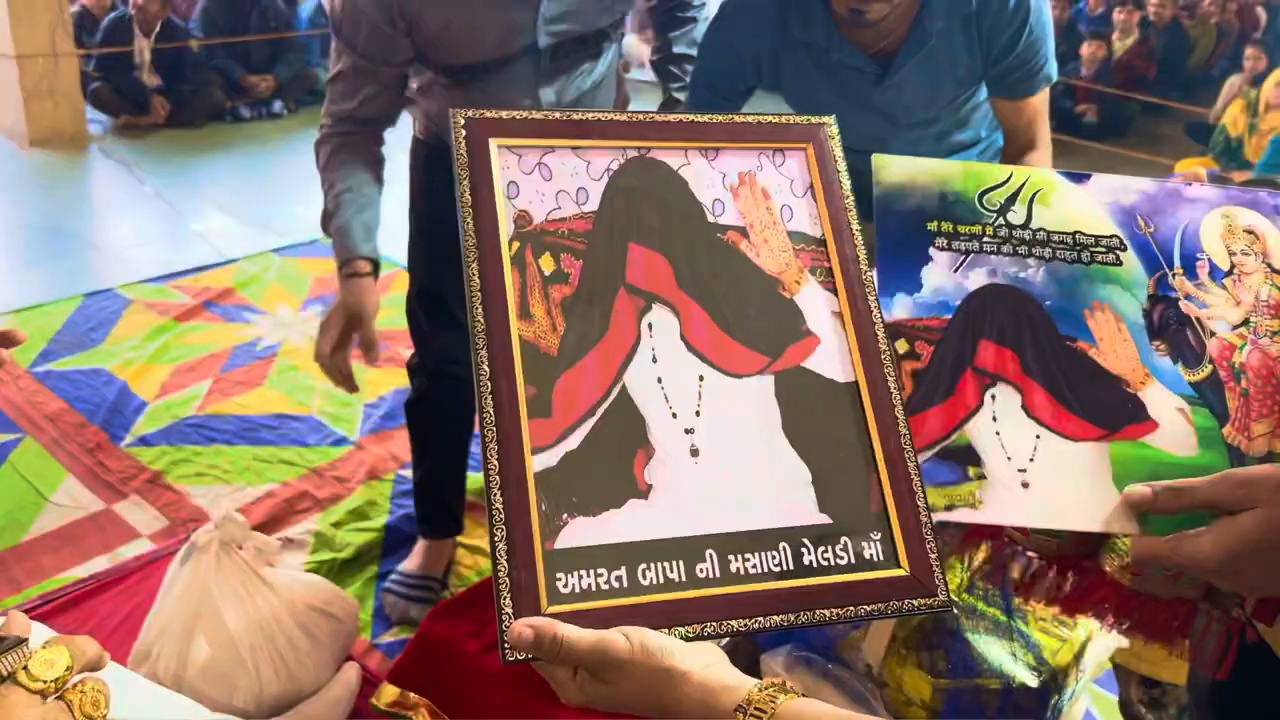 અમરત બાપા ની મસાણી મેલડી માઁ
माँ तेरे चरणों में जो थोड़ी सी जगह मिल जाती,
मेरे तड़पते मन को भी थोड़ी राहत हो जाती.